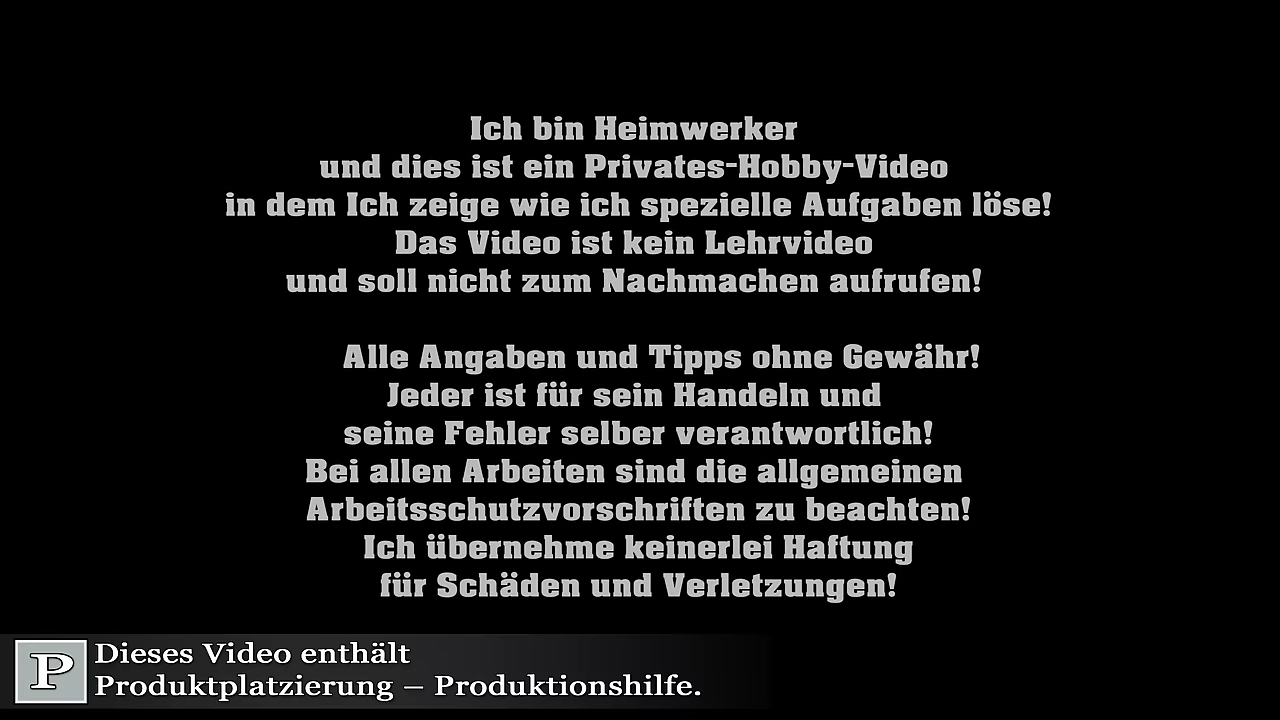 Ich bin Heimwerker
und dies ist ein Privates-Hobby-Video
in dem Ich zeige wie ich spezielle Aufgaben löse!
Das Video ist kein Lehrvideo
und soll nicht zum Nachmachen aufrufen!
Alle Angaben und Tipps ohne Gewähr!
Jeder ist für sein Handeln und
seine Fehler selber verantwortlich!
Bei allen Arbeiten sind die allgemeinen
Arbeitsschutzvorschriften zu beachten!
Ich übernehme keinerlei Haftung
für Schäden und Verletzungen!
P
Dieses Video enthält
Produktplatzierung – Produktionshilfe.